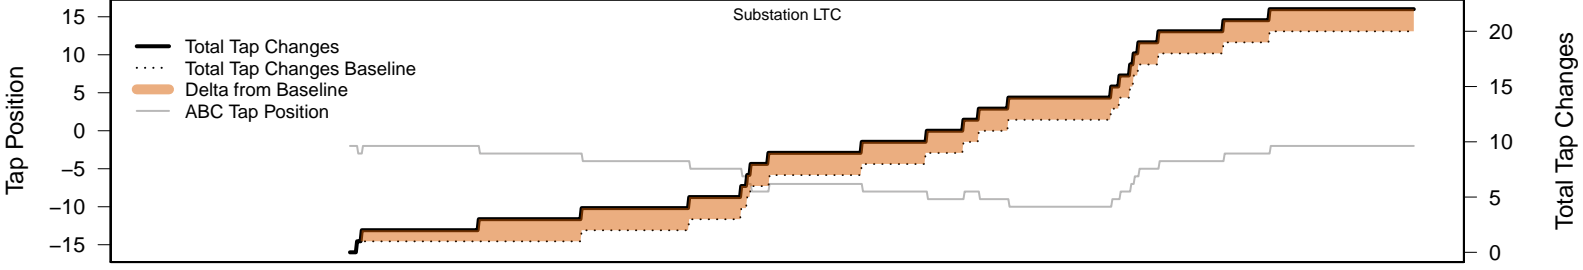 Substation LTC
Total Tap Changes
Total Tap Changes Baseline
Delta from Baseline
ABC Tap Position
Tap Position
15
10
5
0
−5
−10
−15
20
15
10
5
0
Total Tap Changes